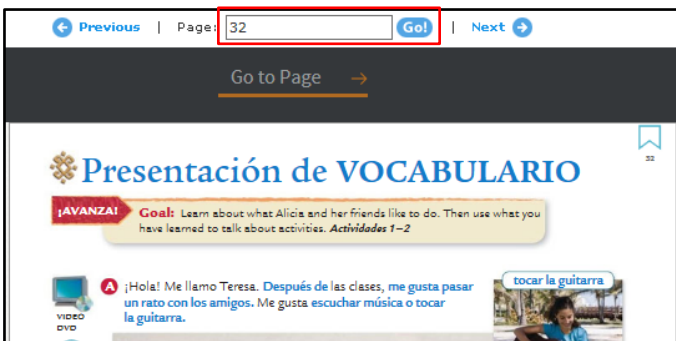 Previous | Page: 32 Go! | Next
Go to Page →
32
Presentación de VOCABULARIO
¡AVANZA! Goal: Learn about what Alicia and her friends like to do. Then use what you
have learned to talk about activities. Actividades 1–2
A ¡Hola! Me llamo Teresa. Después de las clases, me gusta pasar
un rato con los amigos. Me gusta escuchar música o tocar
la guitarra.
VIDEO
DVD
tocar la guitarra